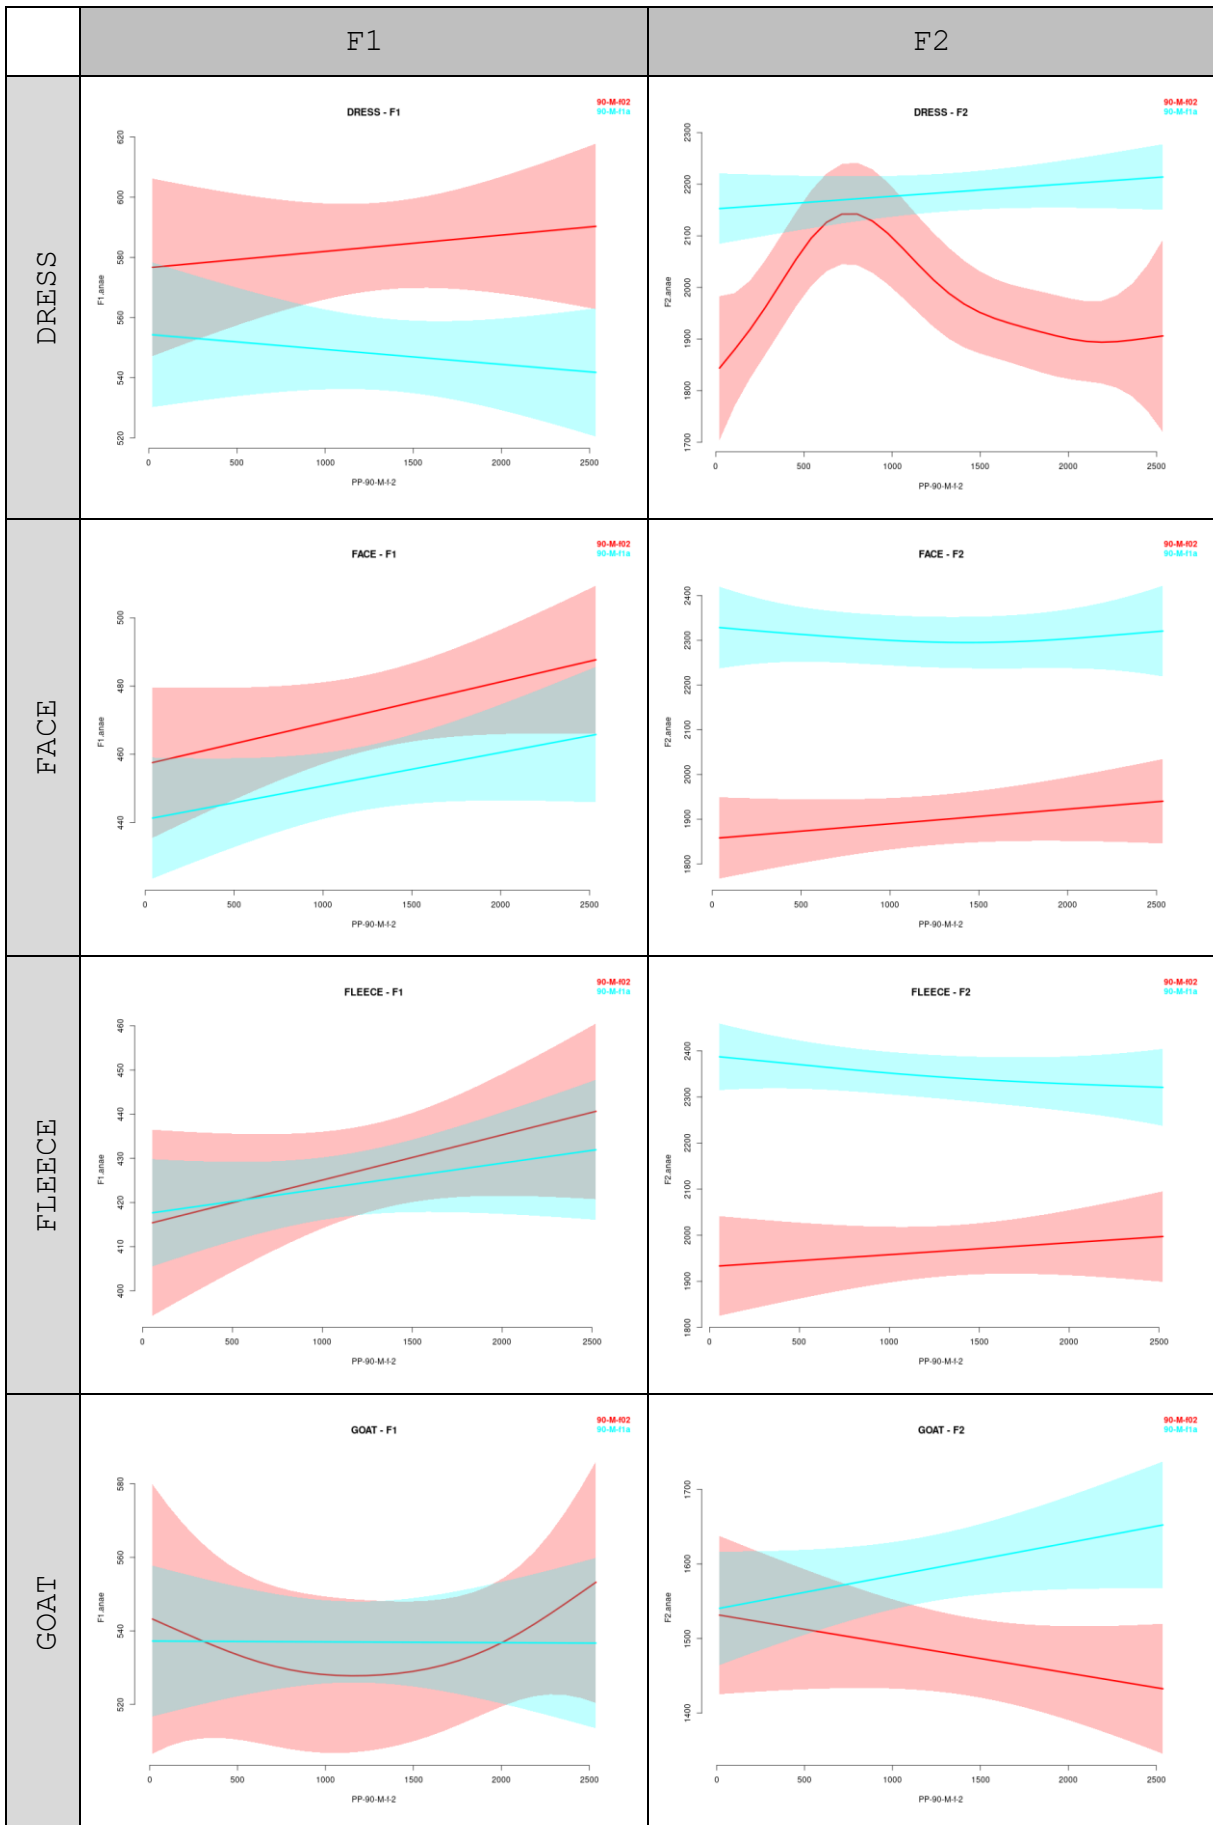 F1
F2
DRESS
DRESS - F1
90-M-f02
90-M-f1a
F1.anae
620
600
580
560
540
520
0 500 1000 1500 2000 2500
PP-90-M-f-2
DRESS - F2
90-M-f02
90-M-f1a
F2.anae
2300
2200
2100
2000
1900
1800
1700
0 500 1000 1500 2000 2500
PP-90-M-f-2
FACE
FACE - F1
90-M-f02
90-M-f1a
F1.anae
500
480
460
440
0 500 1000 1500 2000 2500
PP-90-M-f-2
FACE - F2
90-M-f02
90-M-f1a
F2.anae
2400
2300
2200
2100
2000
1900
1800
0 500 1000 1500 2000 2500
PP-90-M-f-2
FLEECE
FLEECE - F1
90-M-f02
90-M-f1a
F1.anae
460
450
440
430
420
410
400
0 500 1000 1500 2000 2500
PP-90-M-f-2
FLEECE - F2
90-M-f02
90-M-f1a
F2.anae
2400
2300
2200
2100
2000
1900
1800
0 500 1000 1500 2000 2500
PP-90-M-f-2
GOAT
GOAT - F1
90-M-f02
90-M-f1a
F1.anae
580
560
540
520
0 500 1000 1500 2000 2500
PP-90-M-f-2
GOAT - F2
90-M-f02
90-M-f1a
F2.anae
1700
1600
1500
1400
0 500 1000 1500 2000 2500
PP-90-M-f-2